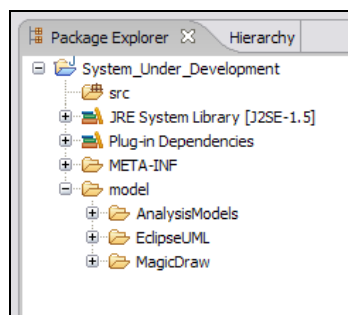 Package Explorer Hierarchy
System_Under_Development
src
JRE System Library [J2SE-1.5]
Plug-in Dependencies
META-INF
model
AnalysisModels
EclipseUML
MagicDraw